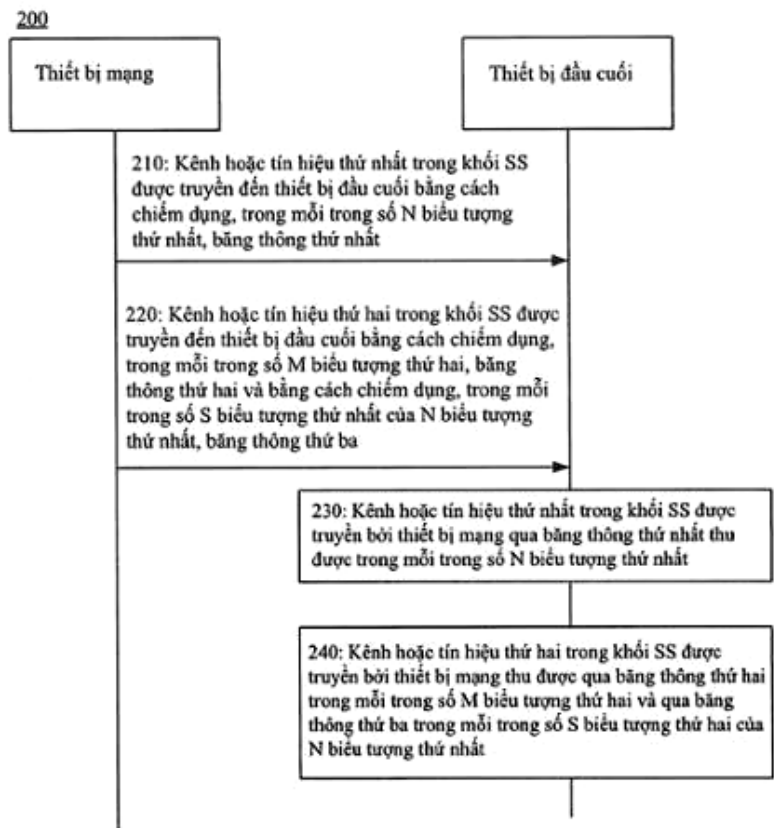 200
Thiết bị mạng
Thiết bị đầu cuối
210: Kênh hoặc tín hiệu thứ nhất trong khối SS
được truyền đến thiết bị đầu cuối bằng cách
chiếm dụng, trong mỗi trong số N biểu tượng
thứ nhất, băng thông thứ nhất
220: Kênh hoặc tín hiệu thứ hai trong khối SS được
truyền đến thiết bị đầu cuối bằng cách chiếm dụng,
trong mỗi trong số M biểu tượng thứ hai, băng
thông thứ hai và bằng cách chiếm dụng, trong mỗi
trong số S biểu tượng thứ nhất của N biểu tượng
thứ nhất, băng thông thứ ba
230: Kênh hoặc tín hiệu thứ nhất trong khối SS được
truyền bởi thiết bị mạng qua băng thông thứ nhất thu
được trong mỗi trong số N biểu tượng thứ nhất
240: Kênh hoặc tín hiệu thứ hai trong khối SS được
truyền bởi thiết bị mạng thu được qua băng thông thứ hai
trong mỗi trong số M biểu tượng thứ hai và qua băng
thông thứ ba trong mỗi trong số S biểu tượng thứ hai của
N biểu tượng thứ nhất